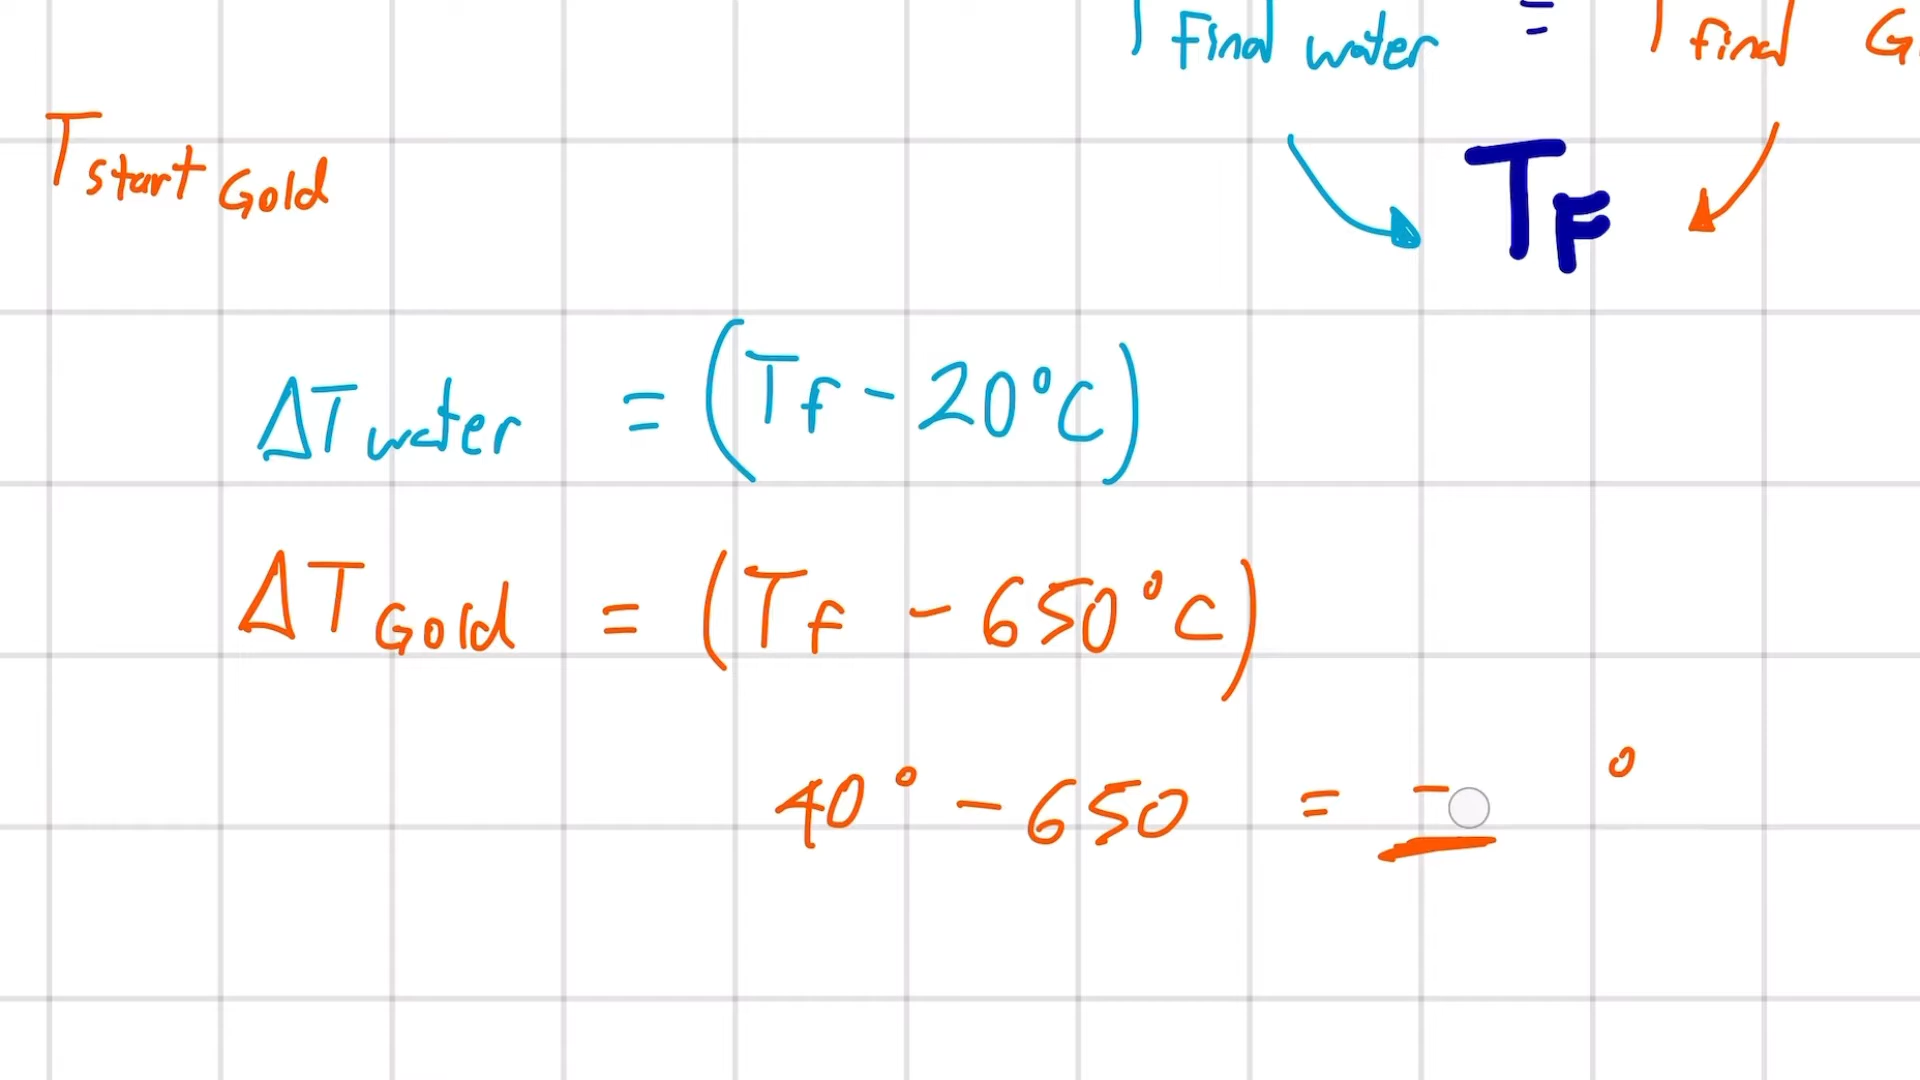 T Final water = T final G
T start Gold
TF
ΔT water = (Tf - 20°C)
ΔT Gold = (Tf - 650°C)
40° - 650 = - °